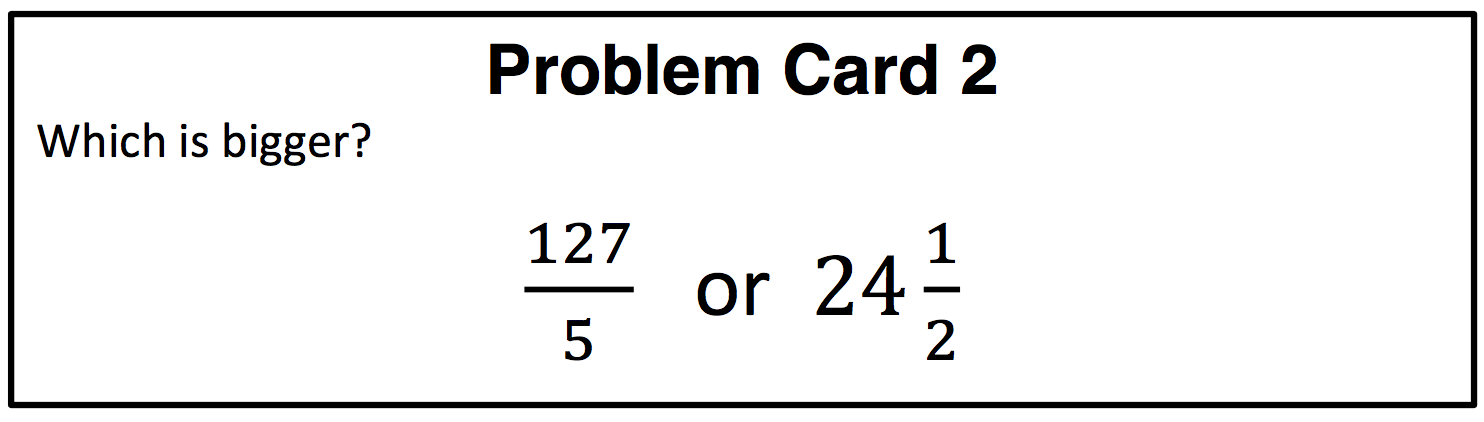 Problem Card 2
Which is bigger?
127/5 or 24 1/2